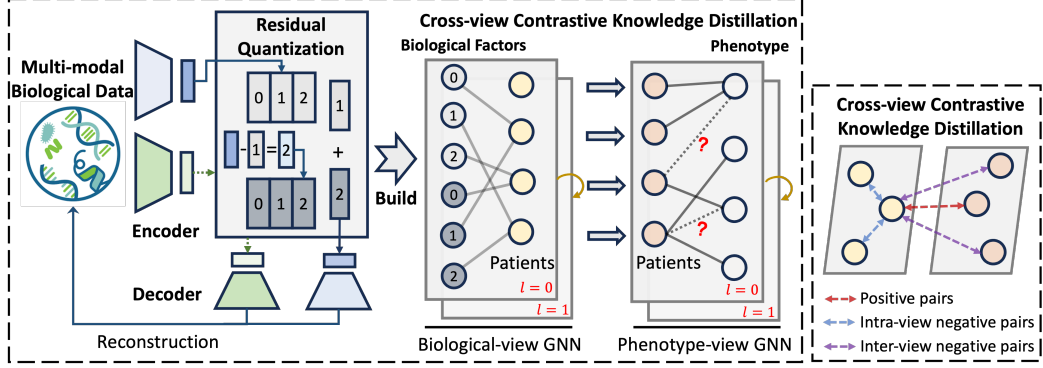 Multi-modal
Biological Data
Encoder
Decoder
Reconstruction
Residual
Quantization
0 1 2
1
- 1 = 2
+
0 1 2
2
Build
Cross-view Contrastive Knowledge Distillation
Biological Factors
0
1
2
0
1
2
Patients
l = 0
l = 1
Biological-view GNN
Phenotype
?
?
Patients
l = 0
l = 1
Phenotype-view GNN
Cross-view Contrastive
Knowledge Distillation
Positive pairs
Intra-view negative pairs
Inter-view negative pairs